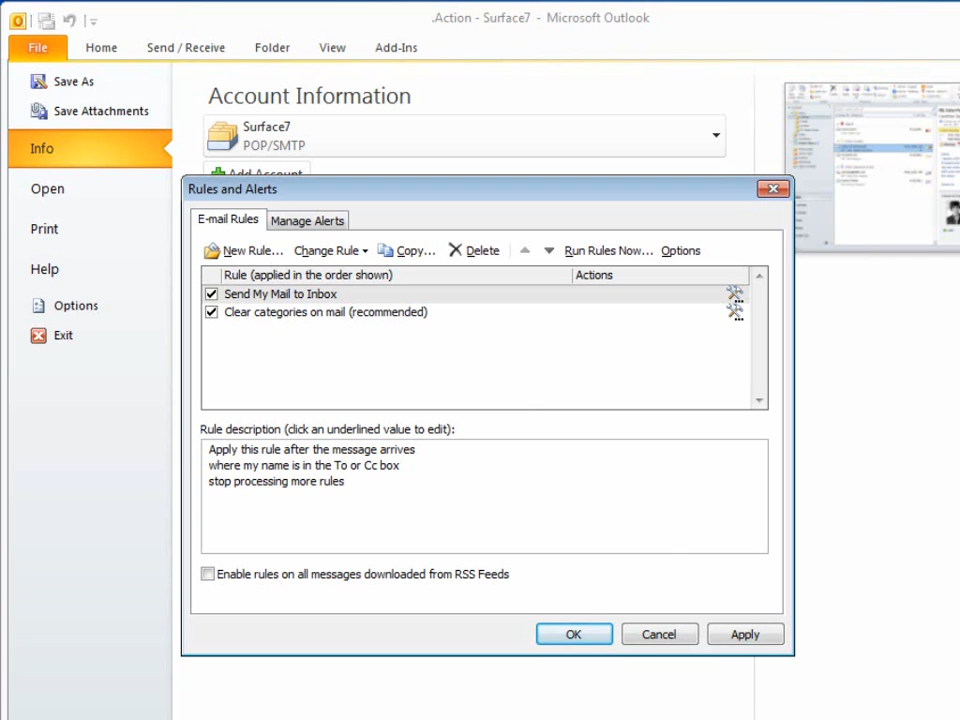 .Action - Surface7 - Microsoft Outlook
File Home Send / Receive Folder View Add-Ins
Save As
Save Attachments
Info
Open
Print
Help
Options
Exit
Account Information
Surface7
POP/SMTP
Add Account
Rules and Alerts
E-mail Rules Manage Alerts
New Rule... Change Rule Copy... Delete Run Rules Now... Options
Rule (applied in the order shown) Actions
Send My Mail to Inbox
Clear categories on mail (recommended)
Rule description (click an underlined value to edit):
Apply this rule after the message arrives
where my name is in the To or Cc box
stop processing more rules
Enable rules on all messages downloaded from RSS Feeds
OK Cancel Apply